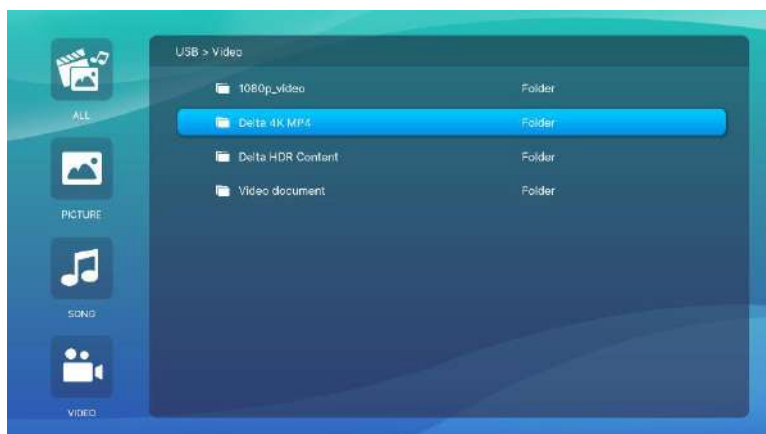 USB > Video
1080p_video Folder
ALL
Delta 4K MP4 Folder
Delta HDR Content Folder
Video document Folder
PICTURE
SONG
VIDEO